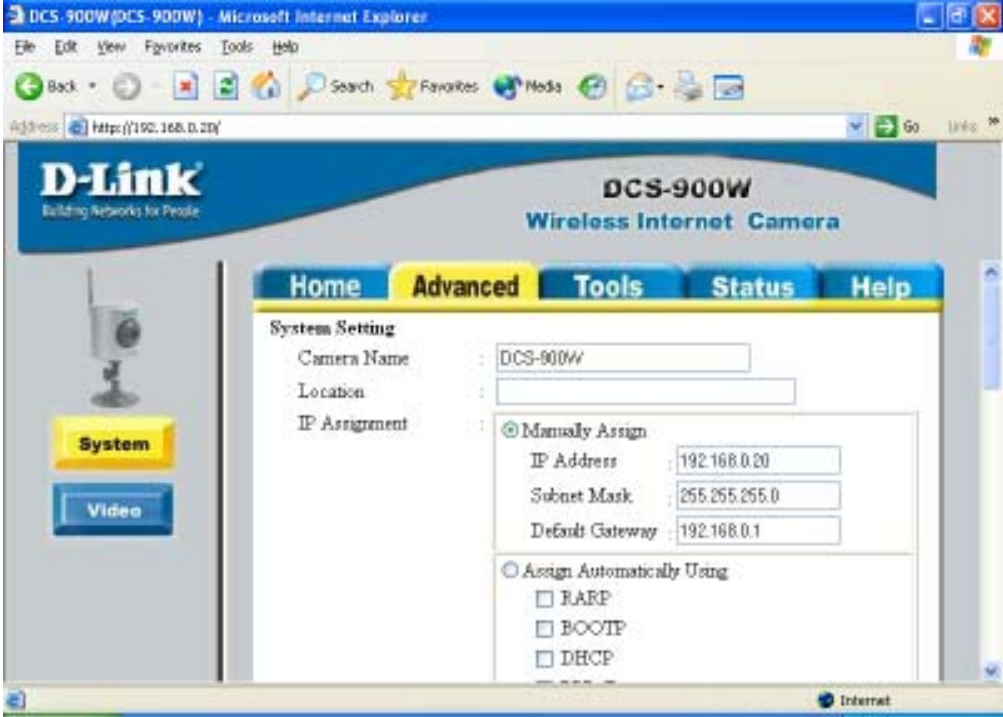 DCS-900W(DCS-900W) - Microsoft Internet Explorer
File Edit View Favorites Tools Help
Back Search Favorites Media
Address http://192.168.0.20/ Go Links »
D-Link
Building Networks for People
DCS-900W
Wireless Internet Camera
Home Advanced Tools Status Help
System Setting
Camera Name : DCS-900W
Location :
IP Assignment : Manually Assign
IP Address : 192.168.0.20
Subnet Mask : 255.255.255.0
Default Gateway : 192.168.0.1
Assign Automatically Using
RARP
BOOTP
DHCP
System
Video
Internet